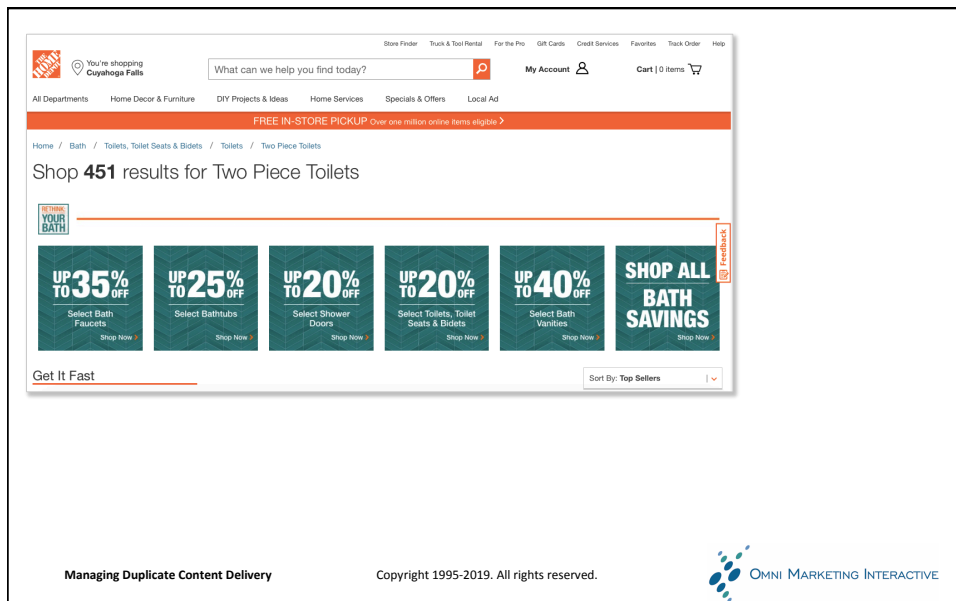 Store Finder Truck & Tool Rental For the Pro Gift Cards Credit Services Favorites Track Order Help
THE HOME DEPOT
You're shopping
Cuyahoga Falls
What can we help you find today?
My Account
Cart | 0 items
All Departments Home Decor & Furniture DIY Projects & Ideas Home Services Specials & Offers Local Ad
FREE IN-STORE PICKUP Over one million online items eligible >
Home / Bath / Toilets, Toilet Seats & Bidets / Toilets / Two Piece Toilets
Shop 451 results for Two Piece Toilets
RETHINK
YOUR
BATH
Feedback
UP TO 35% OFF
Select Bath
Faucets
Shop Now >
UP TO 25% OFF
Select Bathtubs
Shop Now >
UP TO 20% OFF
Select Shower
Doors
Shop Now >
UP TO 20% OFF
Select Toilets, Toilet
Seats & Bidets
Shop Now >
UP TO 40% OFF
Select Bath
Vanities
Shop Now >
SHOP ALL
BATH
SAVINGS
Shop Now >
Get It Fast
Sort By: Top Sellers
Managing Duplicate Content Delivery
Copyright 1995-2019. All rights reserved.
OMNI MARKETING INTERACTIVE